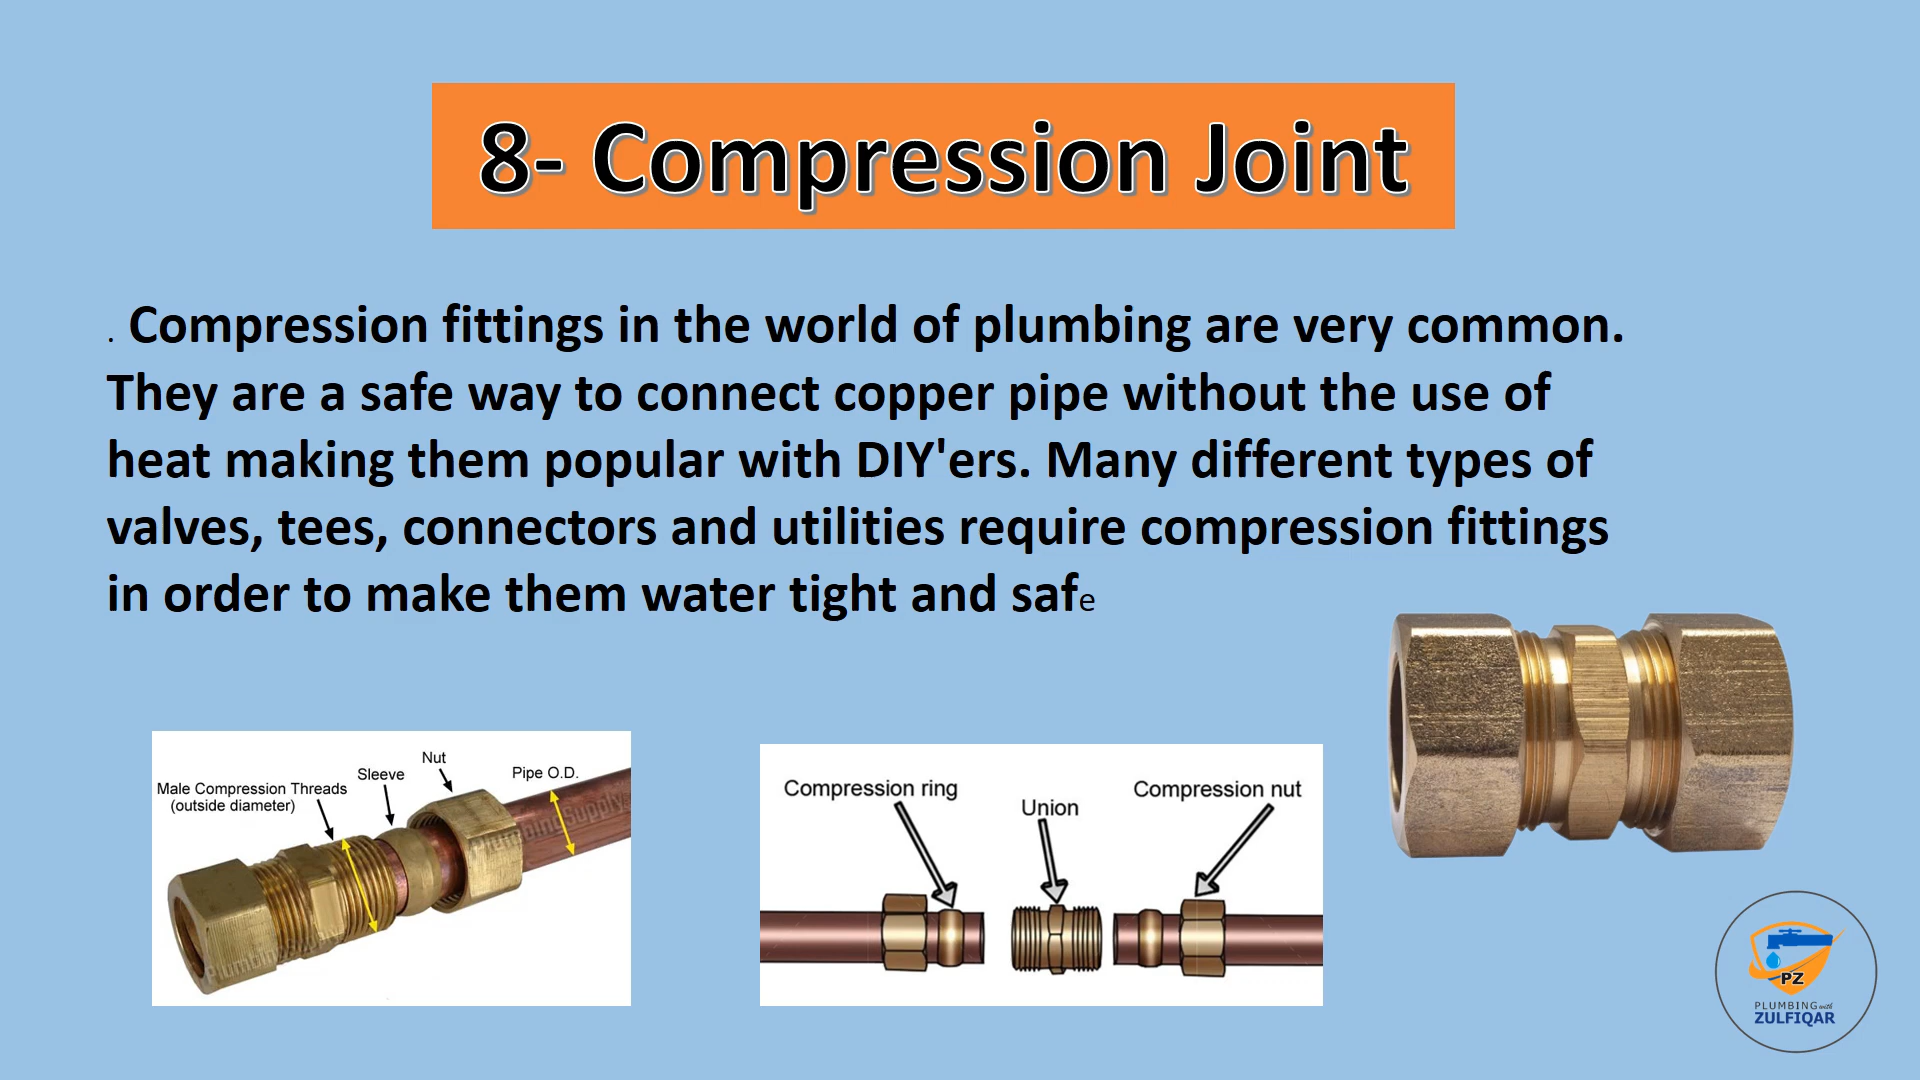 8- Compression Joint
. Compression fittings in the world of plumbing are very common.
They are a safe way to connect copper pipe without the use of
heat making them popular with DIY'ers. Many different types of
valves, tees, connectors and utilities require compression fittings
in order to make them water tight and safe
Nut
Sleeve
Pipe O.D.
Male Compression Threads
(outside diameter)
PlumbingSupply
PlumbingSupply
Compression ring
Union
Compression nut
PZ
PLUMBING with
ZULFIQAR